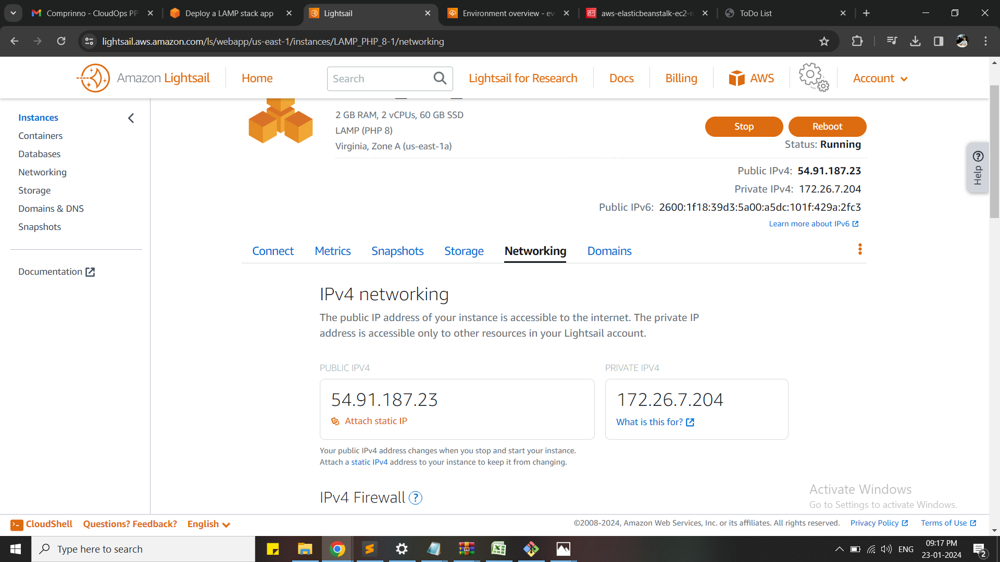 Comprinno - CloudOps PP
Deploy a LAMP stack app
Lightsail
Environment overview - ev
aws-elasticbeanstalk-ec2-r
ToDo List
lightsail.aws.amazon.com/ls/webapp/us-east-1/instances/LAMP_PHP_8-1/networking
Amazon Lightsail
Home
Search
Lightsail for Research
Docs
Billing
AWS
Account
Instances
Containers
Databases
Networking
Storage
Domains & DNS
Snapshots
Documentation
2 GB RAM, 2 vCPUs, 60 GB SSD
LAMP (PHP 8)
Virginia, Zone A (us-east-1a)
Stop
Reboot
Status: Running
Public IPv4: 54.91.187.23
Private IPv4: 172.26.7.204
Public IPv6: 2600:1f18:39d3:5a00:a5dc:101f:429a:2fc3
Learn more about IPv6
Help
Connect
Metrics
Snapshots
Storage
Networking
Domains
IPv4 networking
The public IP address of your instance is accessible to the internet. The private IP
address is accessible only to other resources in your Lightsail account.
PUBLIC IPV4
54.91.187.23
Attach static IP
PRIVATE IPV4
172.26.7.204
What is this for?
Your public IPv4 address changes when you stop and start your instance.
Attach a static IPv4 address to your instance to keep it from changing.
IPv4 Firewall ?
Activate Windows
Go to Settings to activate Windows.
CloudShell
Questions? Feedback?
English
©2008-2024, Amazon Web Services, Inc. or its affiliates. All rights reserved.
Privacy Policy
Terms of Use
Type here to search
ENG
09:17 PM
23-01-2024
2